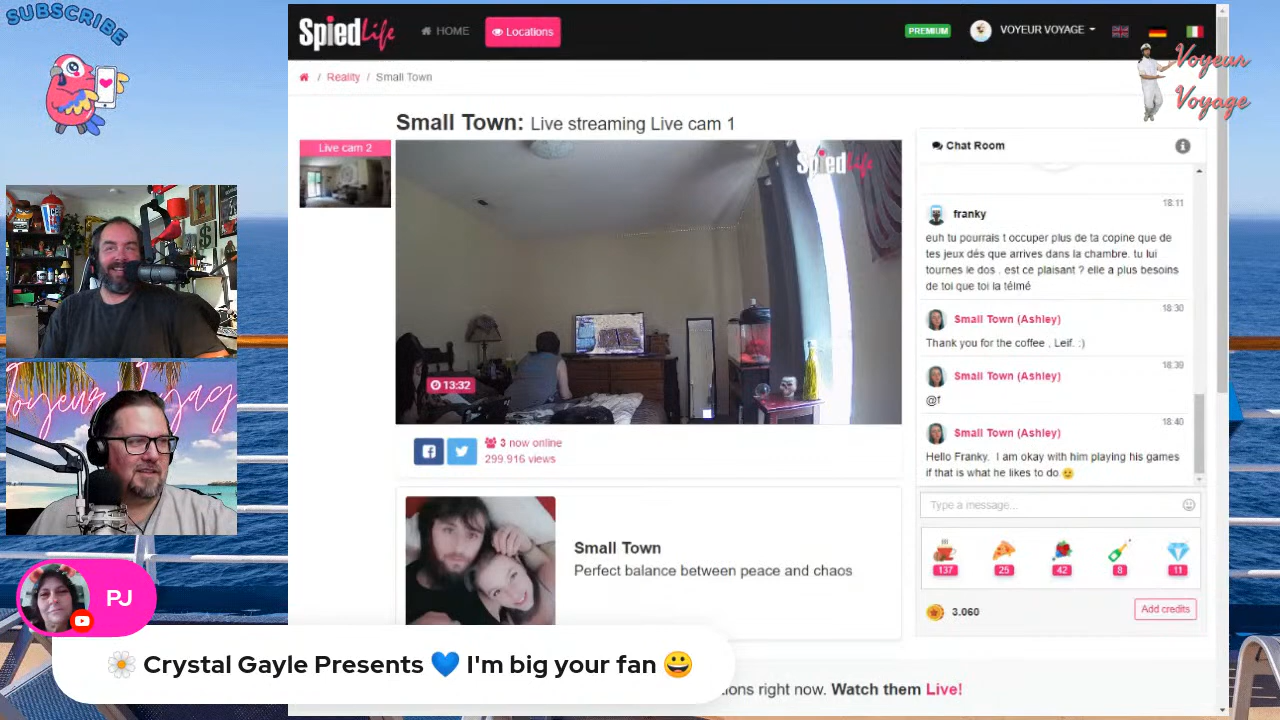 SUBSCRIBE
SpiedLife
HOME
Locations
PREMIUM
VOYEUR VOYAGE
Voyeur
Voyage
/ Reality / Small Town
Small Town: Live streaming Live cam 1
Live cam 2
SpiedLife
13:32
3 now online
299.916 views
Small Town
Perfect balance between peace and chaos
Chat Room
18:11
franky
euh tu pourrais t occuper plus de ta copine que de
tes jeux dés que arrives dans la chambre. tu lui
tournes le dos . est ce plaisant ? elle a plus besoins
de toi que toi la télmé
18:30
Small Town (Ashley)
Thank you for the coffee , Leif. :)
18:39
Small Town (Ashley)
@f
18:40
Small Town (Ashley)
Hello Franky. I am okay with him playing his games
if that is what he likes to do
Type a message...
137 25 42 8 11
3.060
Add credits
Voyeur Voyag
PJ
🌼 Crystal Gayle Presents 💙 I'm big your fan 😀
ions right now. Watch them Live!